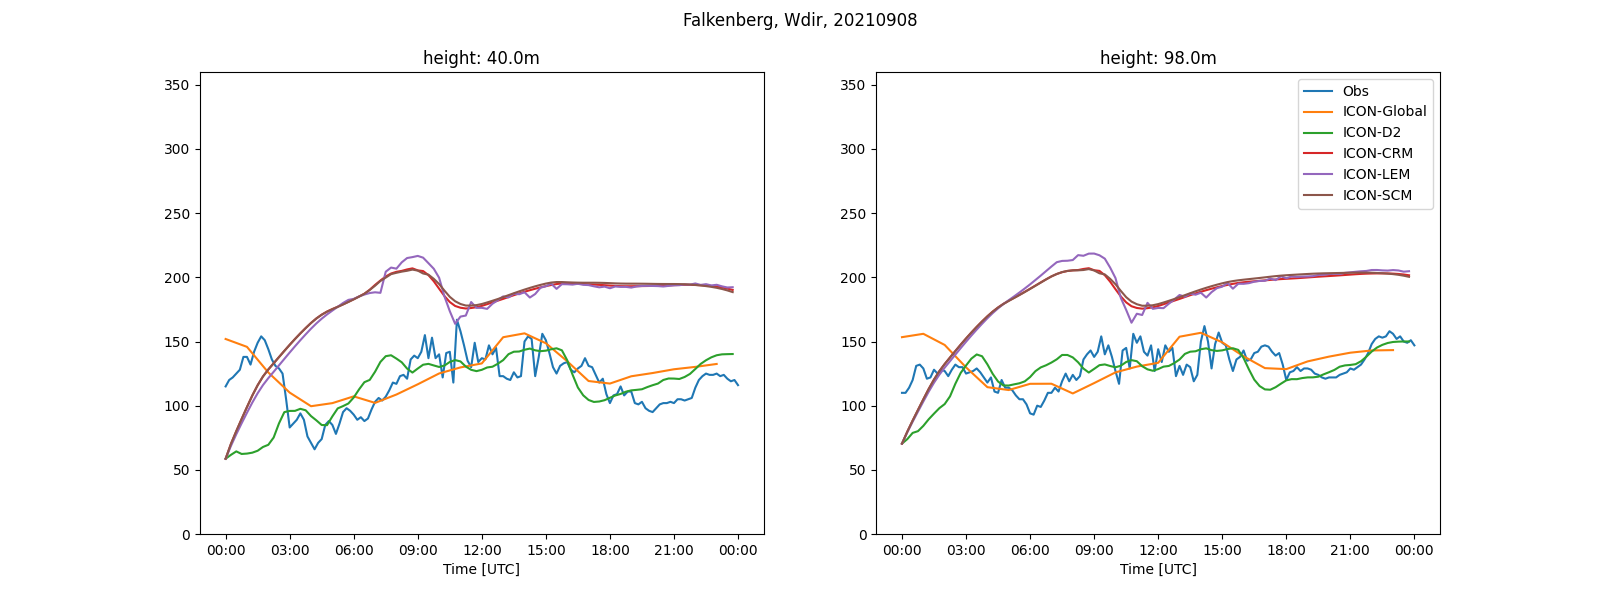 Falkenberg, Wdir, 20210908
height: 40.0m
350
300
250
200
150
100
50
0
00:00 03:00 06:00 09:00 12:00 15:00 18:00 21:00 00:00
Time [UTC]
height: 98.0m
350
300
250
200
150
100
50
0
00:00 03:00 06:00 09:00 12:00 15:00 18:00 21:00 00:00
Time [UTC]
Obs
ICON-Global
ICON-D2
ICON-CRM
ICON-LEM
ICON-SCM